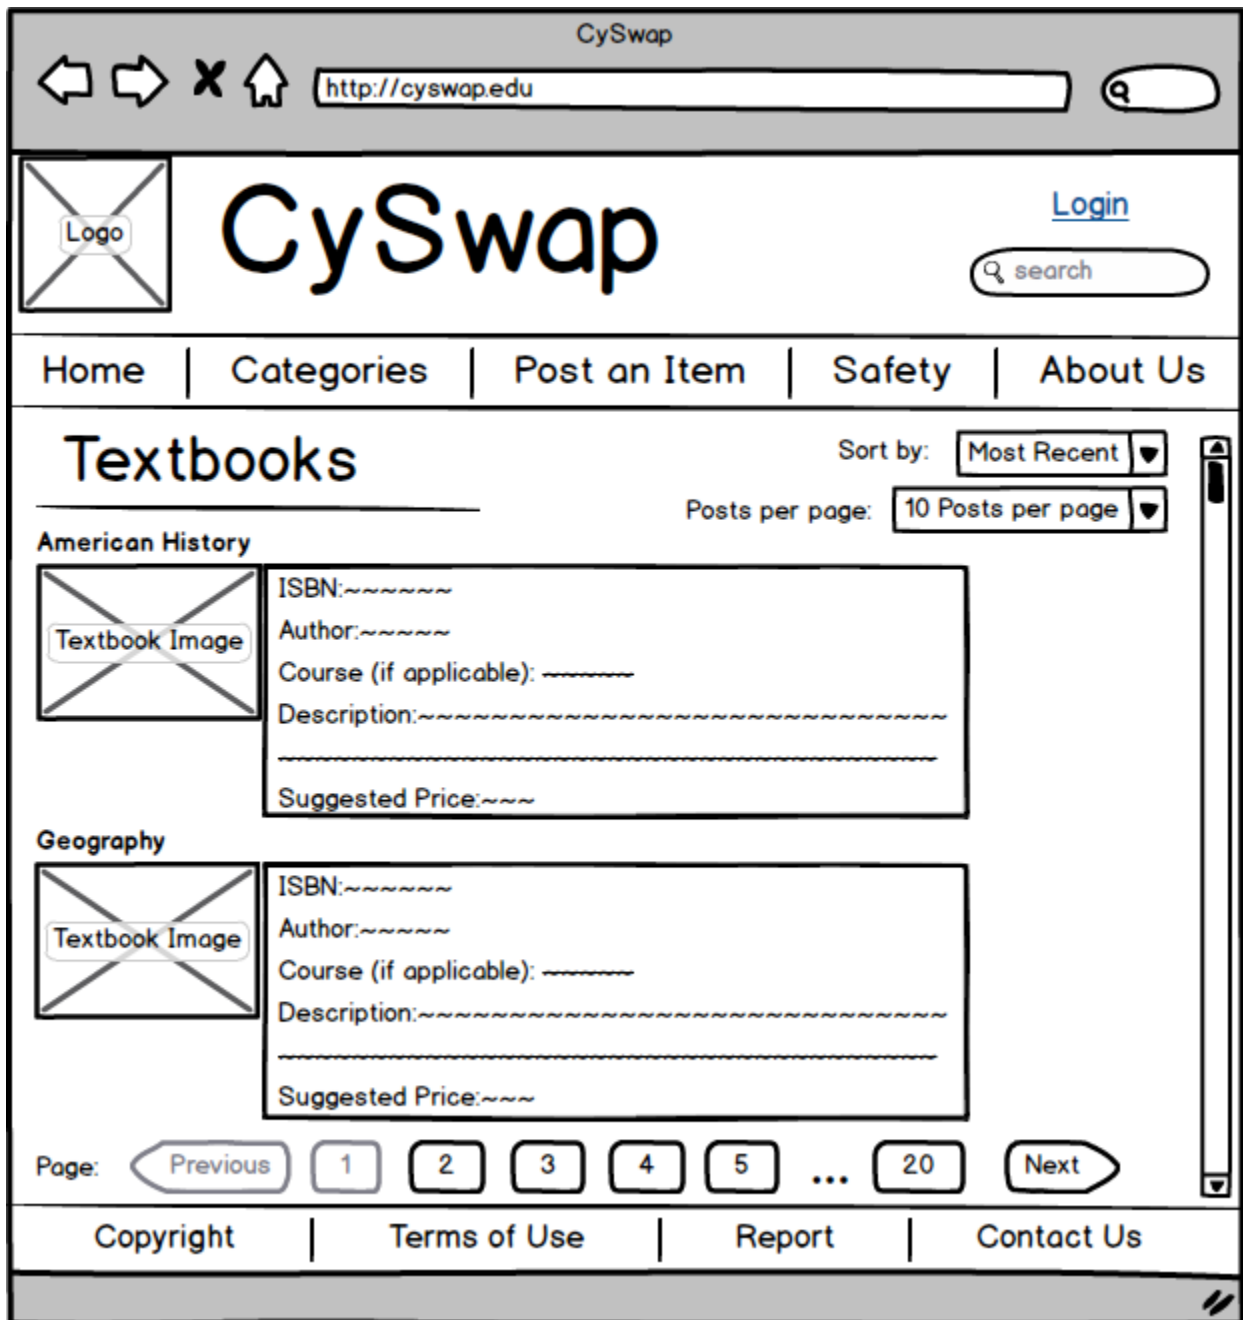 CySwap
http://cyswap.edu
Logo
CySwap
Login
search
Home Categories Post an Item Safety About Us
Textbooks
Sort by: Most Recent
Posts per page: 10 Posts per page
American History
Textbook Image
ISBN:~~~~~~
Author:~~~~~
Course (if applicable): ~~~~~~
Description:~~~~~~~~~~~~~~~~~~~~~~~~~~~~~
~~~~~~~~~~~~~~~~~~~~~~~~~~~~~~~~~~~~
Suggested Price:~~~
Geography
Textbook Image
ISBN:~~~~~~
Author:~~~~~
Course (if applicable): ~~~~~~
Description:~~~~~~~~~~~~~~~~~~~~~~~~~~~~~
~~~~~~~~~~~~~~~~~~~~~~~~~~~~~~~~~~~~
Suggested Price:~~~
Page: Previous 1 2 3 4 5 ... 20 Next
Copyright Terms of Use Report Contact Us